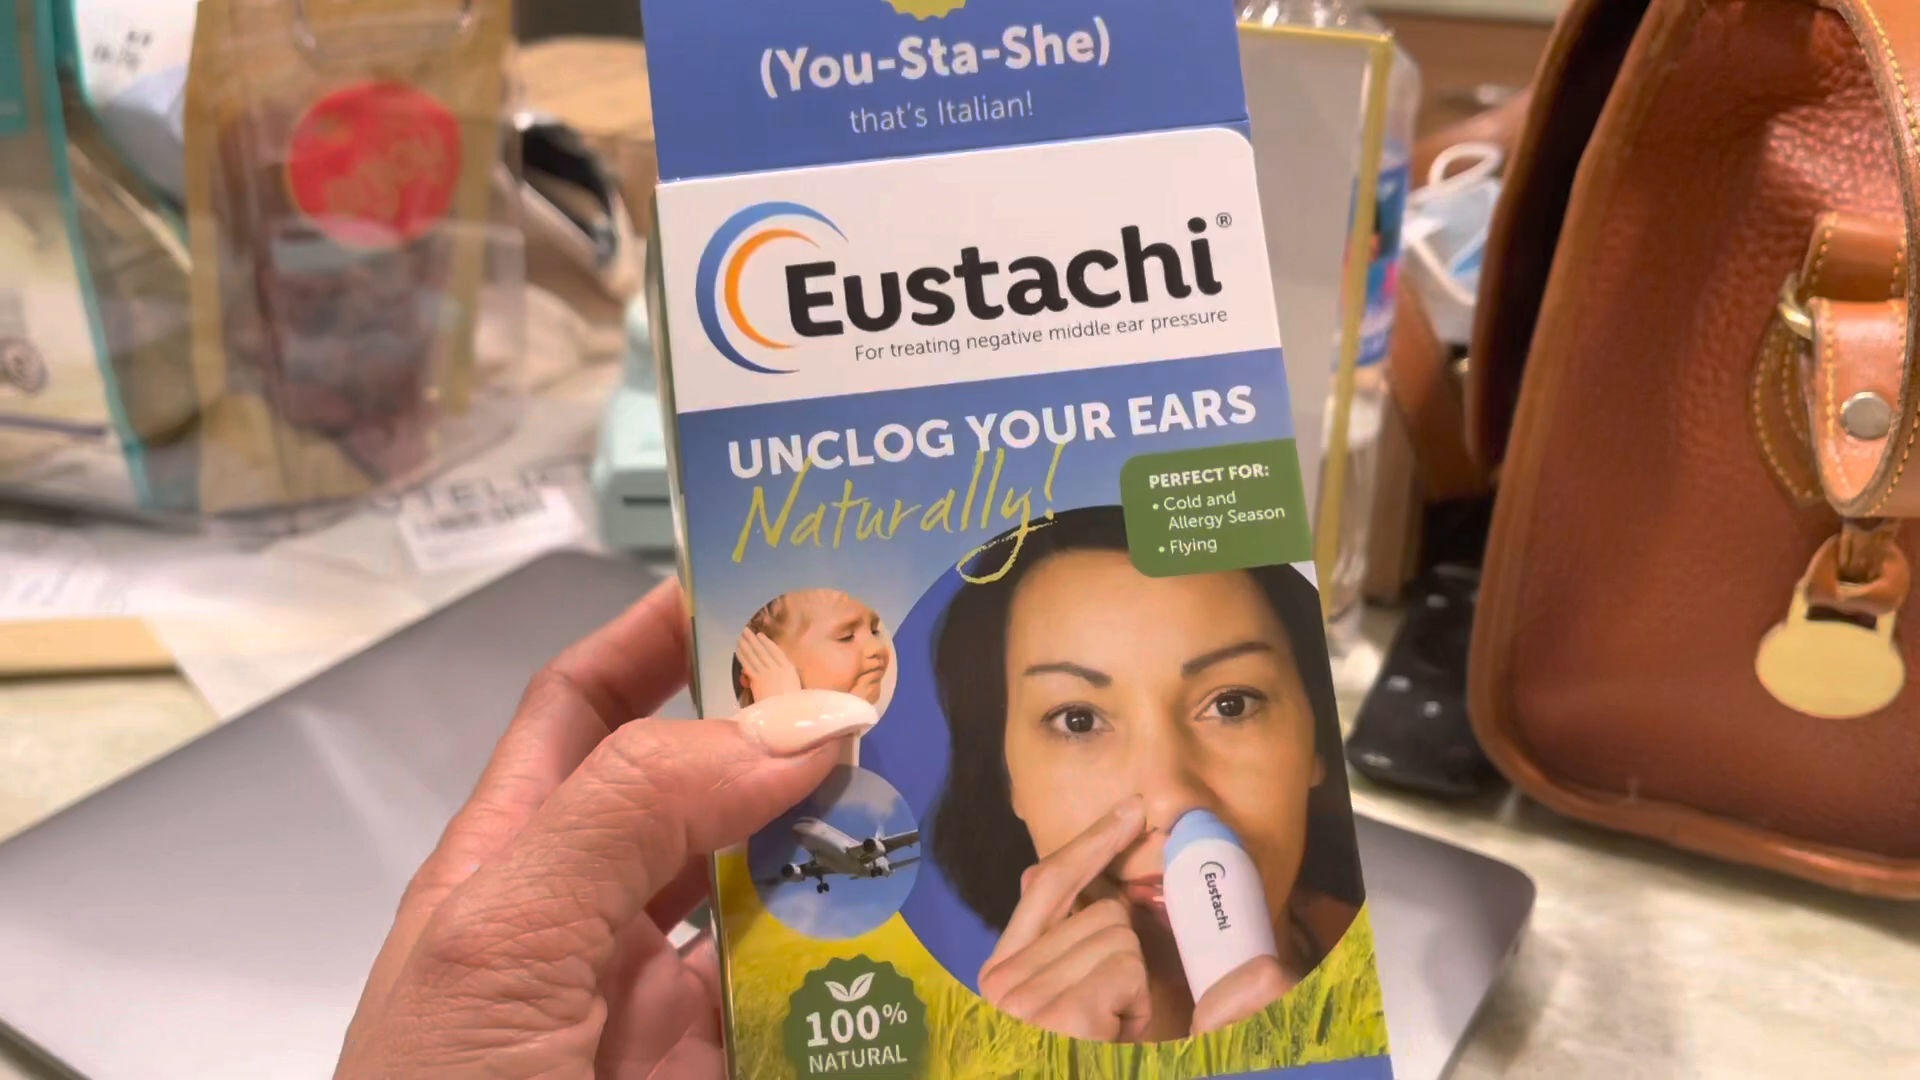 (You-Sta-She)
that's Italian!
Eustachi®
For treating negative middle ear pressure
UNCLOG YOUR EARS
Naturally!
PERFECT FOR:
• Cold and
Allergy Season
• Flying
Eustachi
100%
NATURAL